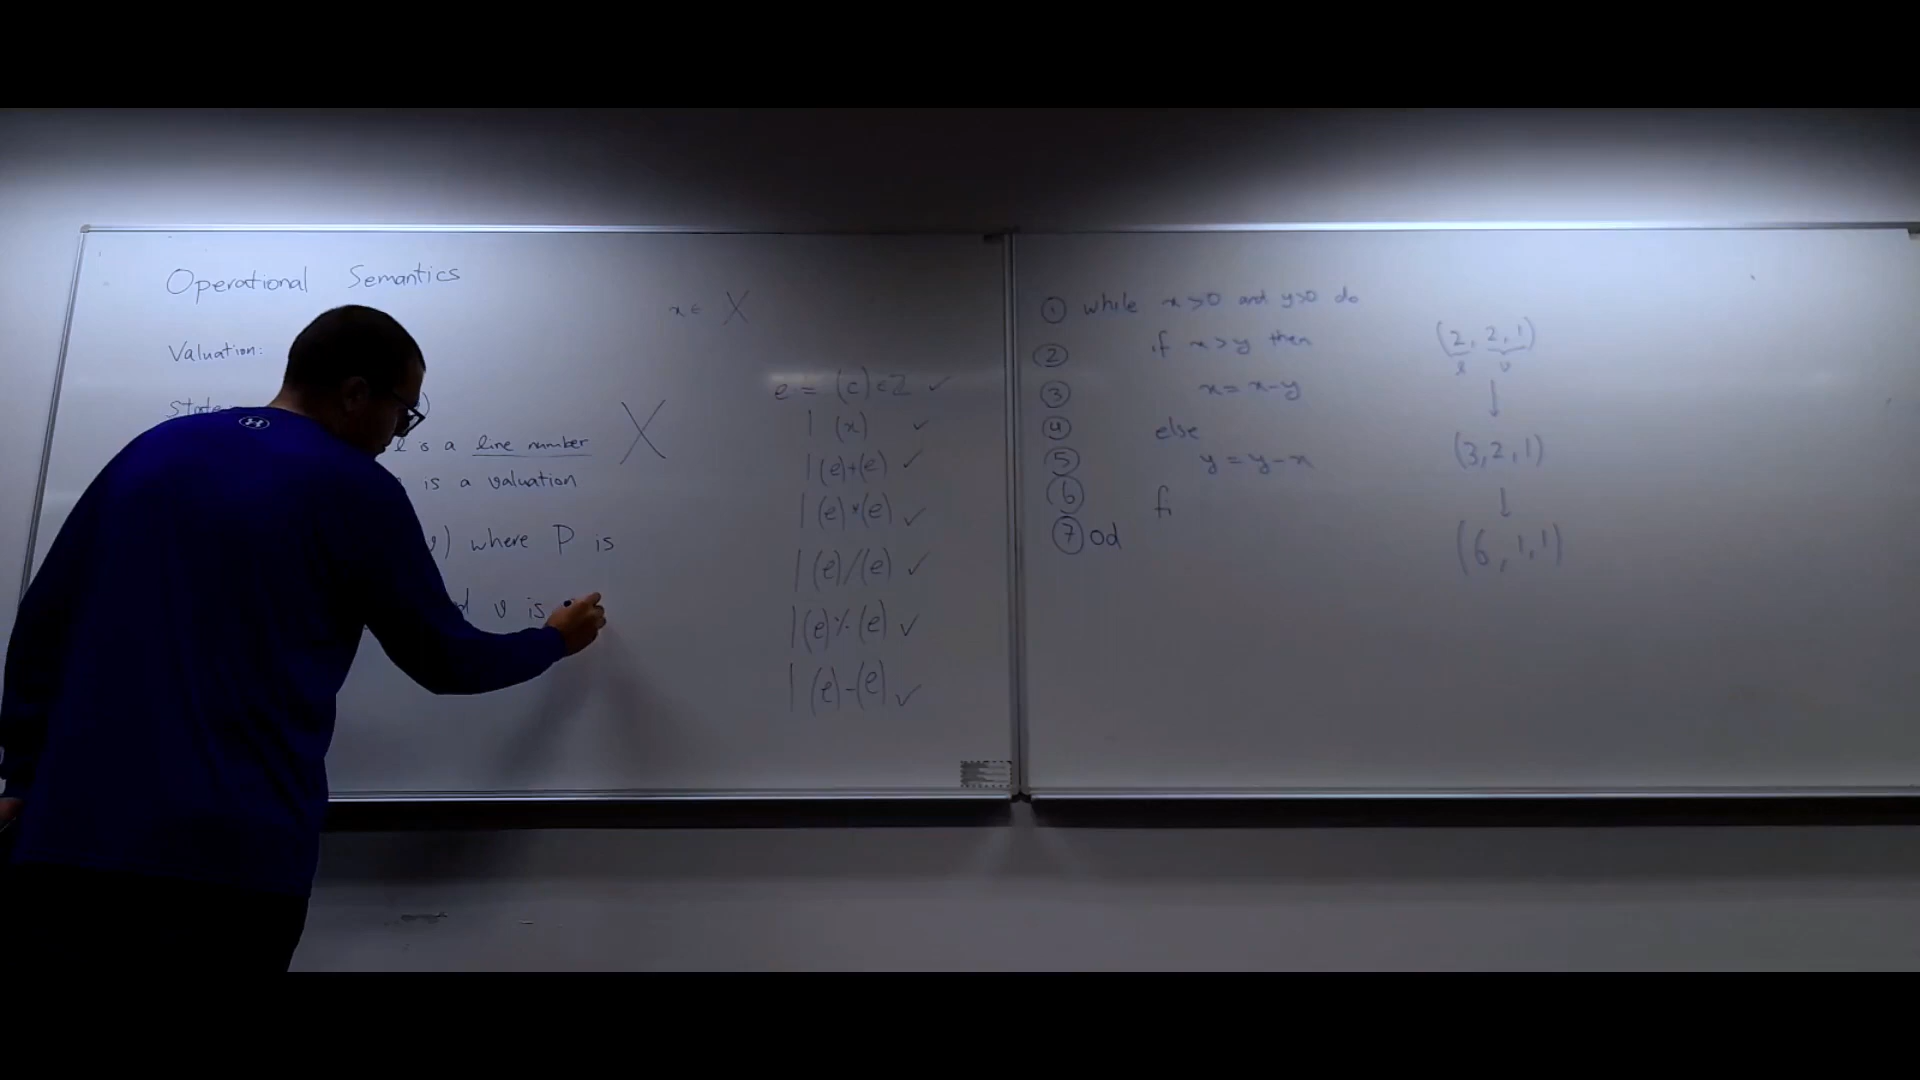 Operational Semantics
x ∈ X
Valuation:
state
)
l is a line number X
is a valuation
v) where P is
v is
e = (c) ∈ Z ✓
| (x) ✓
| (e)+(e) ✓
| (e)*(e) ✓
| (e)/(e) ✓
| (e)%(e) ✓
| (e)-(e) ✓
① while x>0 and y>0 do
② if x>y then
③ x = x-y
④ else
⑤ y = y-x
⑥ fi
⑦ od
(2, 2, 1)
l v
↓
(3, 2, 1)
↓
(6, 1, 1)